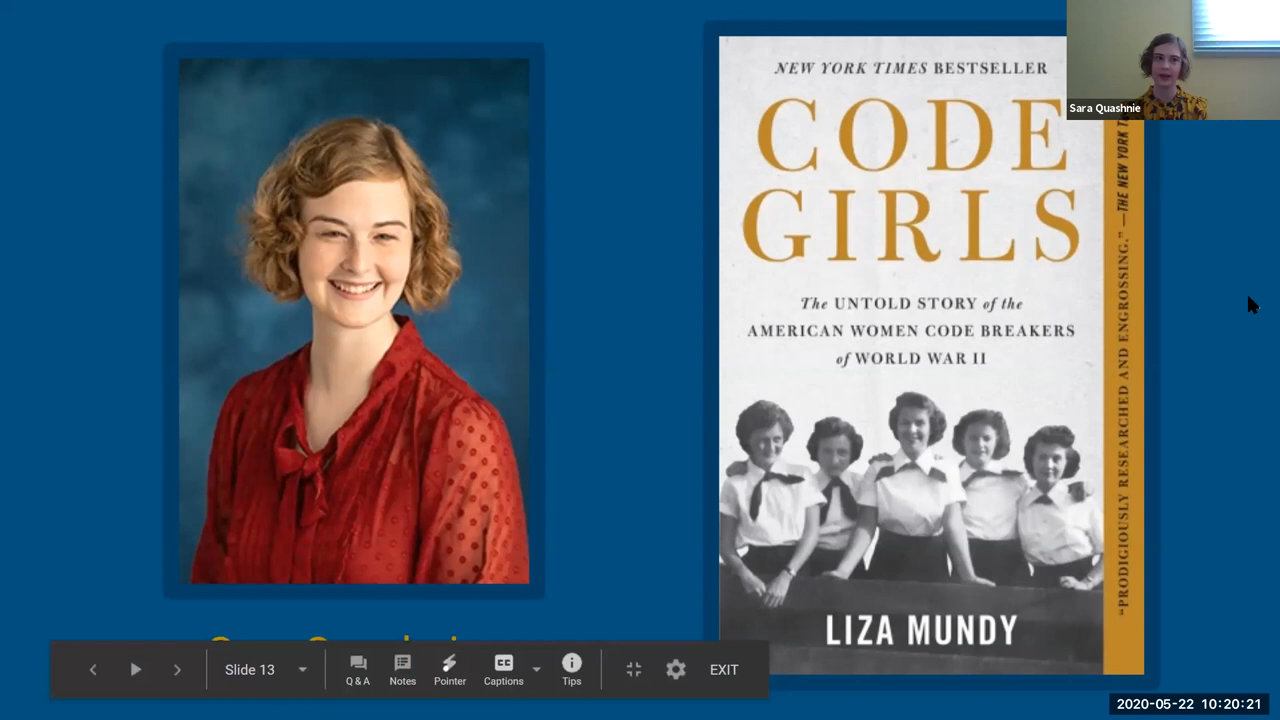 NEW YORK TIMES BESTSELLER
CODE
GIRLS
The UNTOLD STORY of the
AMERICAN WOMEN CODE BREAKERS
of WORLD WAR II
LIZA MUNDY
"PRODIGIOUSLY RESEARCHED AND ENGROSSING." —THE NEW YORK
Sara Quashnie
Slide 13
Q & A
Notes
Pointer
CC
Captions
Tips
EXIT
2020-05-22 10:20:21